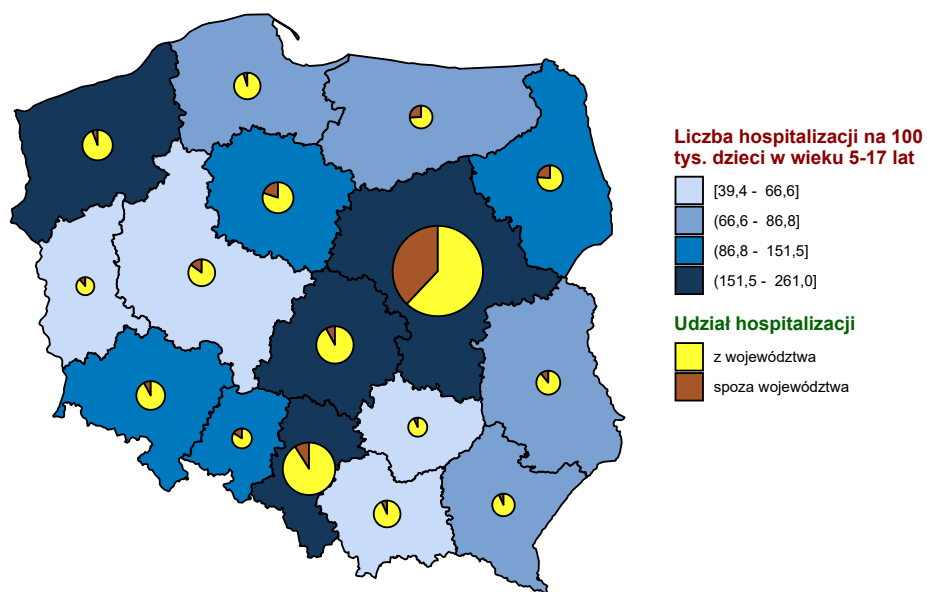 Liczba hospitalizacji na 100
tys. dzieci w wieku 5-17 lat
[39,4 - 66,6]
(66,6 - 86,8]
(86,8 - 151,5]
(151,5 - 261,0]
Udział hospitalizacji
z województwa
spoza województwa